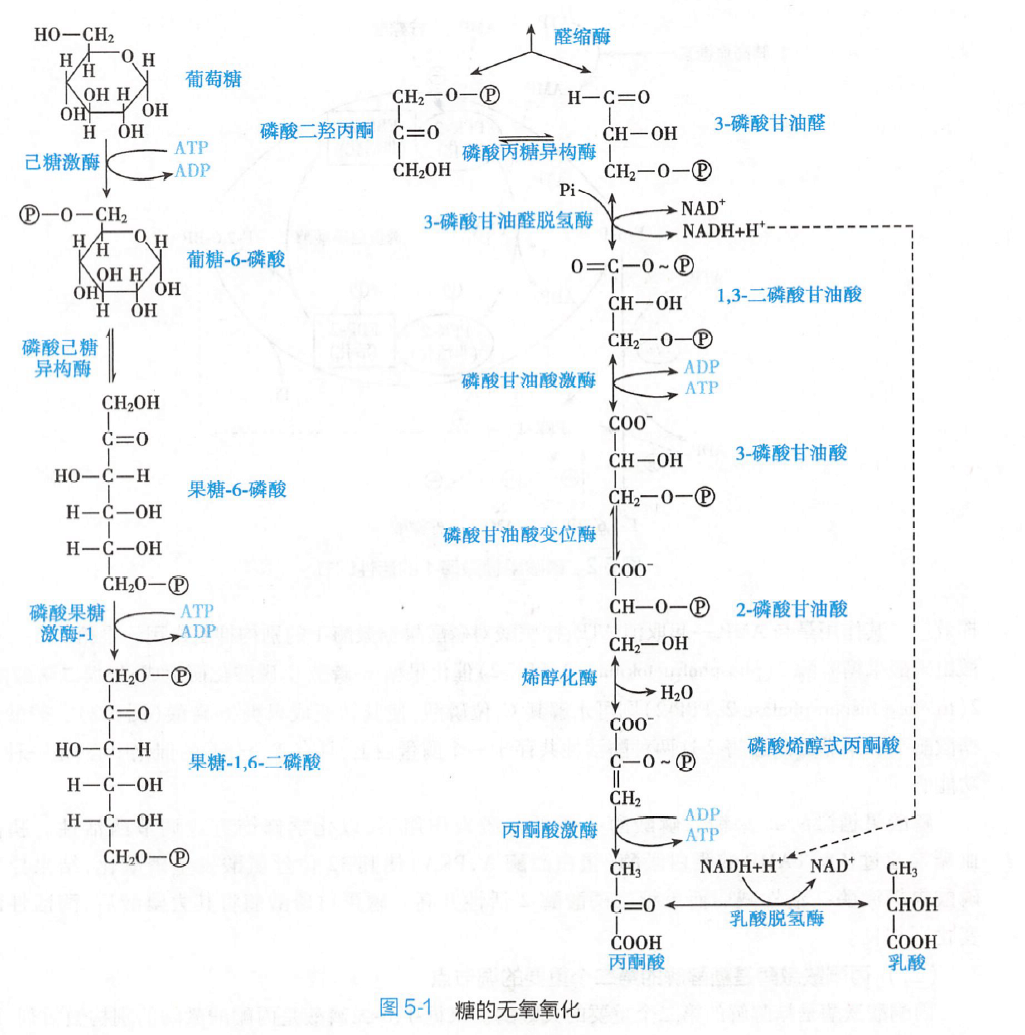 HO—CH₂
H
O
H
H
OH
H
OH
OH
H
OH
葡萄糖
己糖激酶
ATP
ADP
Ⓟ—O—CH₂
H
O
H
H
OH
H
OH
OH
H
OH
葡糖-6-磷酸
磷酸己糖
异构酶
CH₂OH
C=O
HO—C—H
H—C—OH
H—C—OH
CH₂O—Ⓟ
果糖-6-磷酸
磷酸果糖
激酶-1
ATP
ADP
CH₂O—Ⓟ
C=O
HO—C—H
H—C—OH
H—C—OH
CH₂O—Ⓟ
果糖-1,6-二磷酸
醛缩酶
CH₂—O—Ⓟ
C=O
CH₂OH
磷酸二羟丙酮
磷酸丙糖异构酶
H—C=O
CH—OH
CH₂—O—Ⓟ
3-磷酸甘油醛
Pi
3-磷酸甘油醛脱氢酶
NAD⁺
NADH+H⁺
O=C—O~Ⓟ
CH—OH
CH₂—O—Ⓟ
1,3-二磷酸甘油酸
磷酸甘油酸激酶
ADP
ATP
COO⁻
CH—OH
CH₂—O—Ⓟ
3-磷酸甘油酸
磷酸甘油酸变位酶
COO⁻
CH—O—Ⓟ
CH₂—OH
2-磷酸甘油酸
烯醇化酶
H₂O
COO⁻
C—O~Ⓟ
CH₂
磷酸烯醇式丙酮酸
丙酮酸激酶
ADP
ATP
CH₃
C=O
COOH
丙酮酸
NADH+H⁺
NAD⁺
乳酸脱氢酶
CH₃
CHOH
COOH
乳酸
图 5-1 糖的无氧氧化